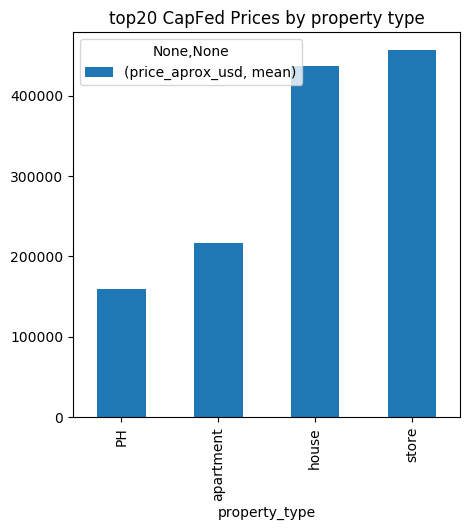 top20 CapFed Prices by property type
None,None
(price_aprox_usd, mean)
400000
300000
200000
100000
0
PH
apartment
house
store
property_type